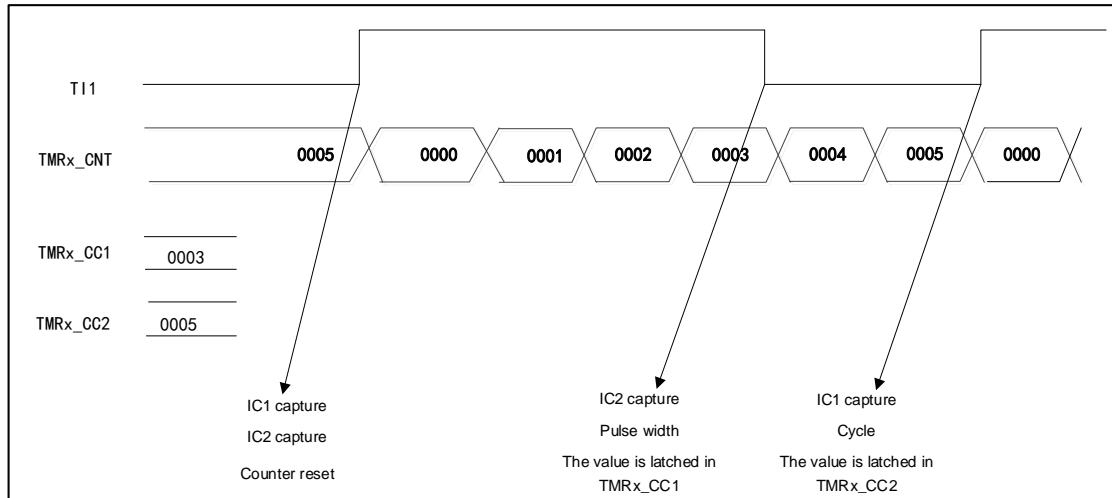 TI1
TMRx_CNT
0005 0000 0001 0002 0003 0004 0005 0000
TMRx_CC1
0003
TMRx_CC2
0005
IC1 capture
IC2 capture
Counter reset
IC2 capture
Pulse width
The value is latched in
TMRx_CC1
IC1 capture
Cycle
The value is latched in
TMRx_CC2